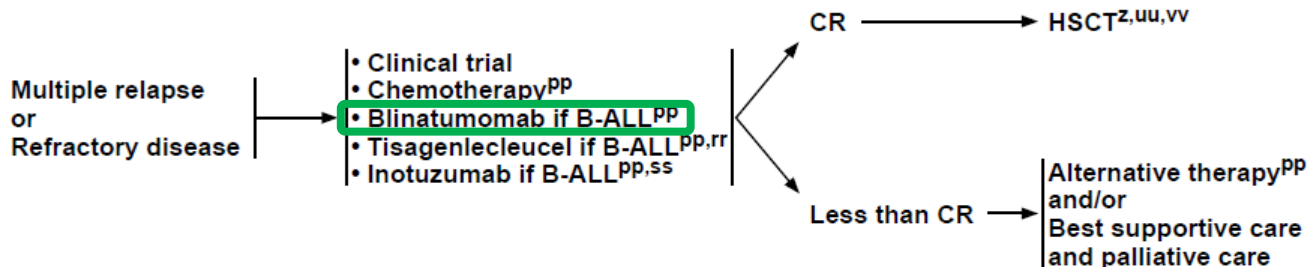 Multiple relapse
or
Refractory disease
• Clinical trial
• Chemotherapypp
• Blinatumomab if B-ALLpp
• Tisagenlecleucel if B-ALLpp,rr
• Inotuzumab if B-ALLpp,ss
CR
HSCTz,uu,vv
Less than CR
Alternative therapypp
and/or
Best supportive care
and palliative care